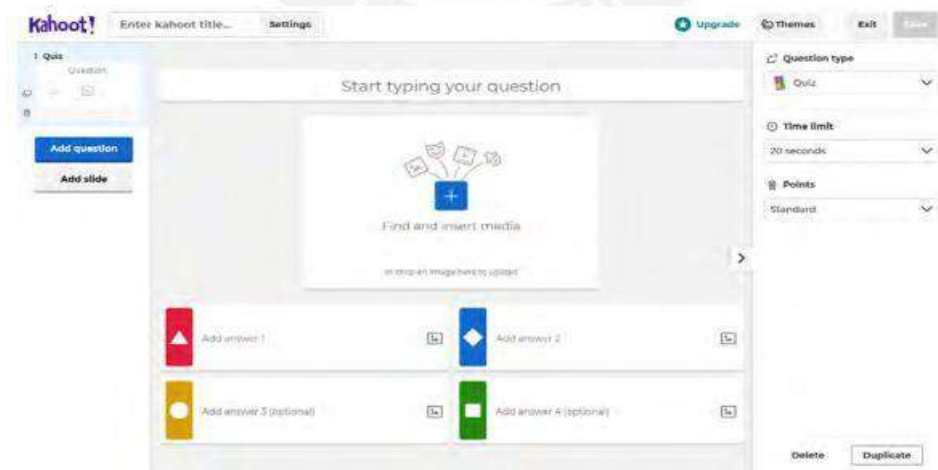 Kahoot!
Enter kahoot title...
Settings
Upgrade
Themes
Exit
Save
1 Quiz
Question
Add question
Add slide
Start typing your question
Find and insert media
or drop an image here to upload
Add answer 1
Add answer 2
Add answer 3 (optional)
Add answer 4 (optional)
Question type
Quiz
Time limit
20 seconds
Points
Standard
Delete
Duplicate